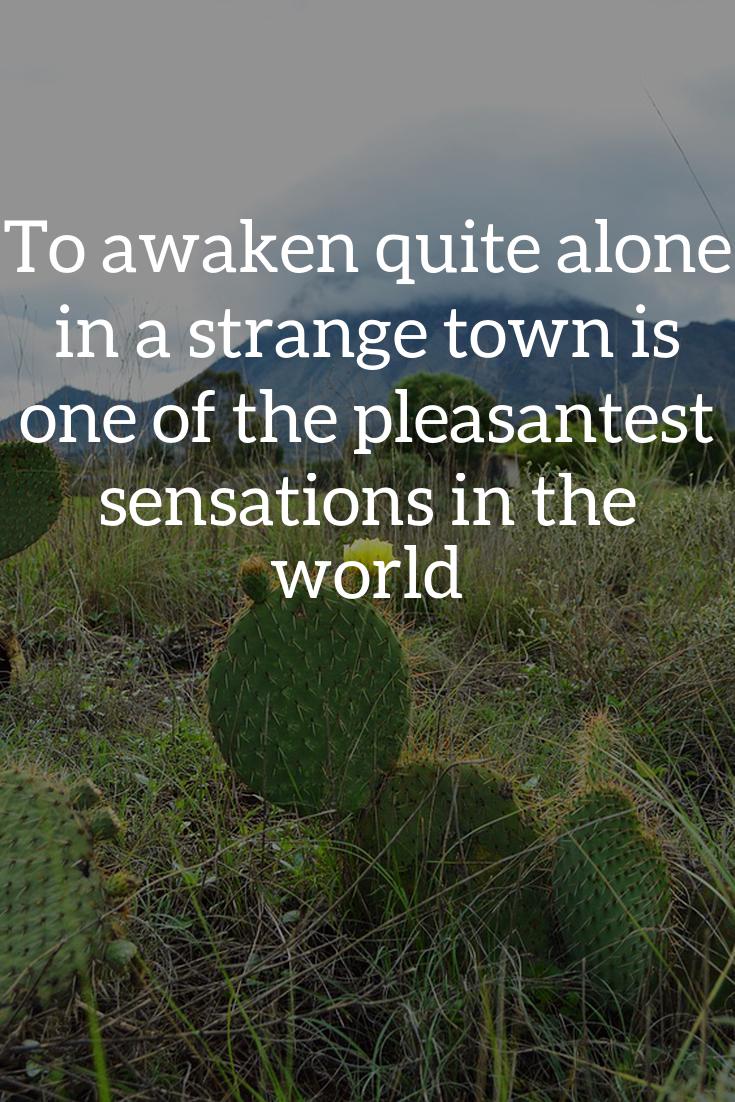 To awaken quite alone
in a strange town is
one of the pleasantest
sensations in the
world